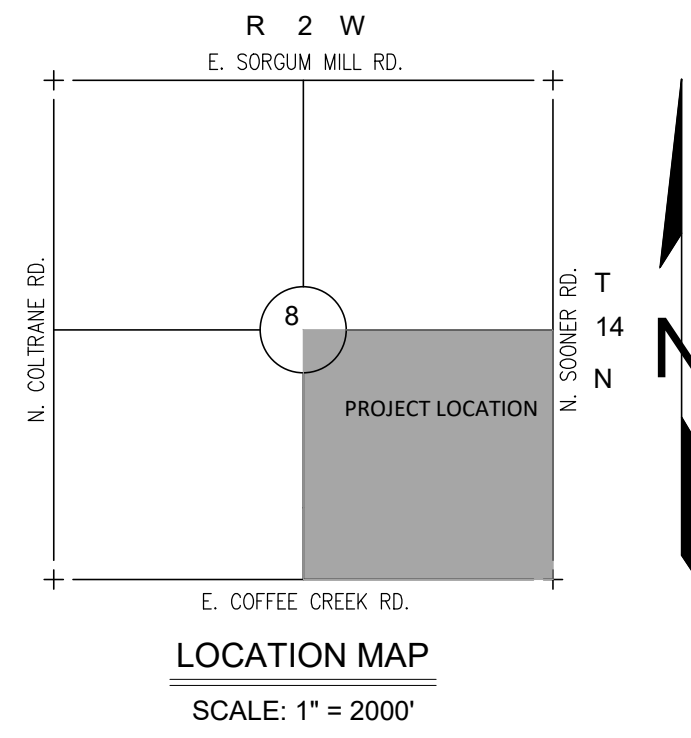 R 2 W
E. SORGUM MILL RD.
N. COLTRANE RD.
8
N. SOONER RD.
T
14
N
N
PROJECT LOCATION
E. COFFEE CREEK RD.
LOCATION MAP
SCALE: 1" = 2000'